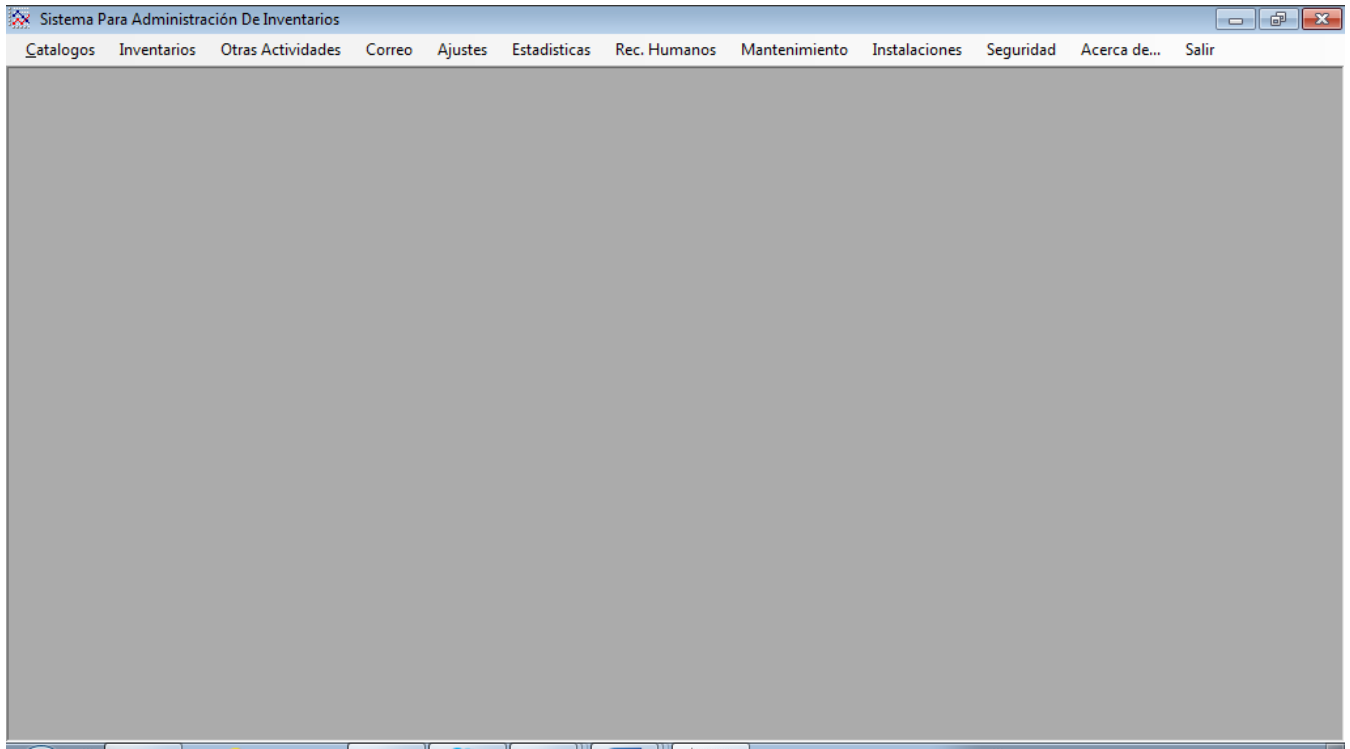 Sistema Para Administración De Inventarios
Catalogos Inventarios Otras Actividades Correo Ajustes Estadisticas Rec. Humanos Mantenimiento Instalaciones Seguridad Acerca de... Salir